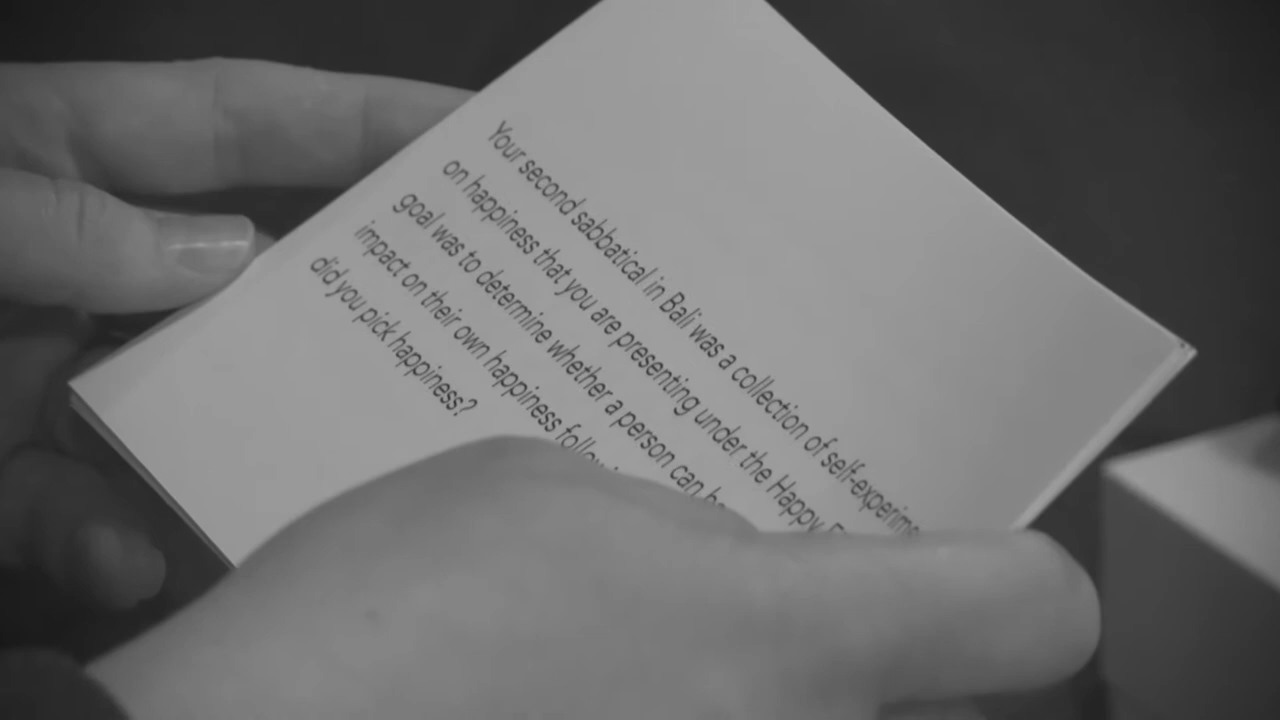 Your second sabbatical in Bali was a collection of self-experime
on happiness that you are presenting under the Happy
goal was to determine whether a person can
impact on their own happiness
did you pick happiness?